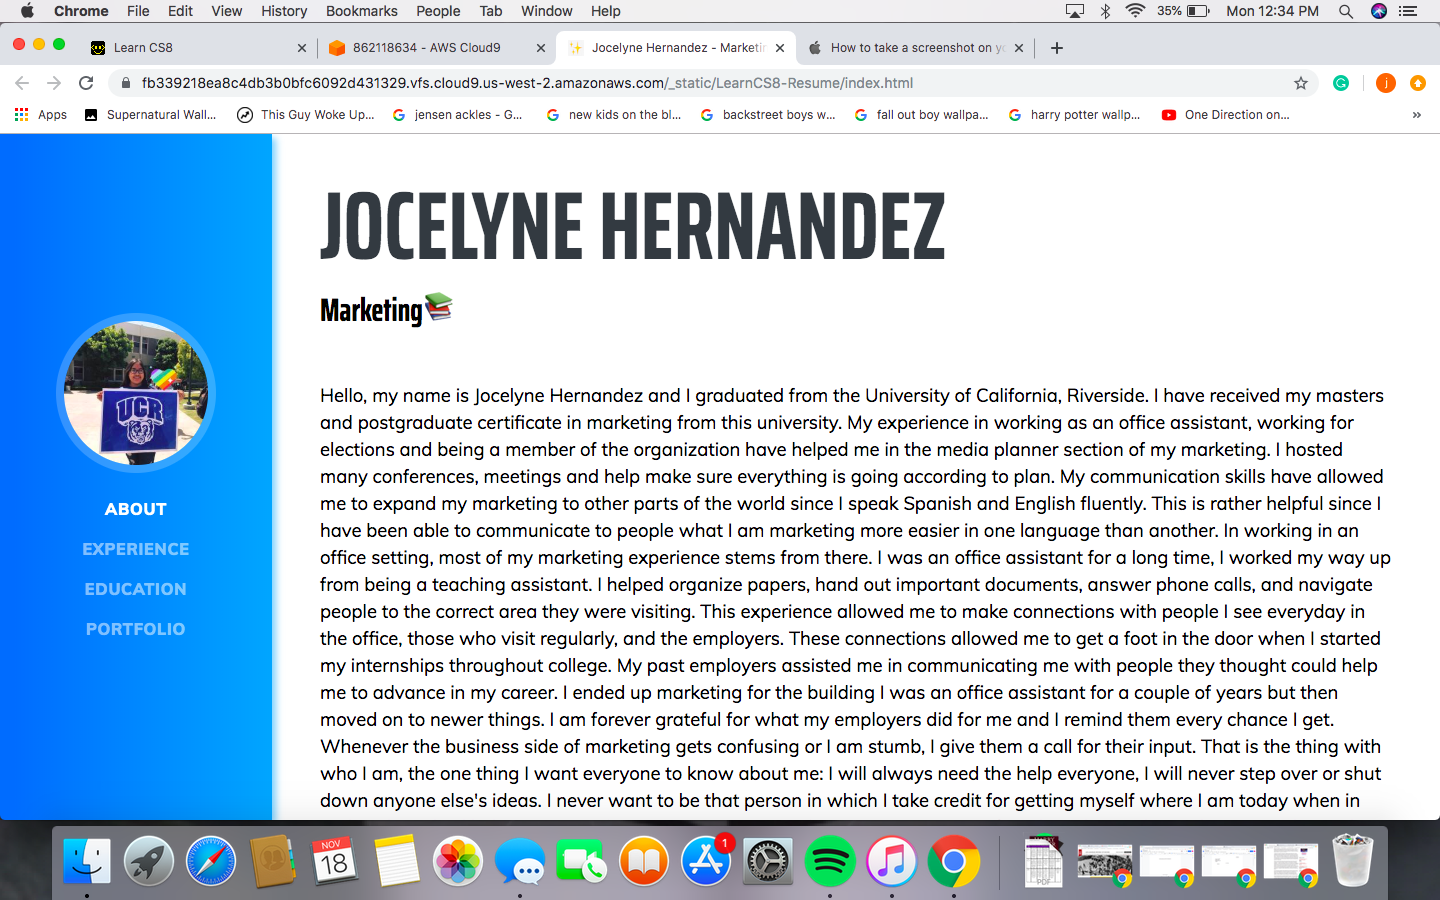 Chrome File Edit View History Bookmarks People Tab Window Help 35% Mon 12:34 PM
Learn CS8 862118634 - AWS Cloud9 Jocelyne Hernandez - Marketin How to take a screenshot on yo
fb339218ea8c4db3b0bfc6092d431329.vfs.cloud9.us-west-2.amazonaws.com/_static/LearnCS8-Resume/index.html j
Apps Supernatural Wall... This Guy Woke Up... jensen ackles - G... new kids on the bl... backstreet boys w... fall out boy wallpa... harry potter wallp... One Direction on... »
JOCELYNE HERNANDEZ
Marketing
UCR
ABOUT
EXPERIENCE
EDUCATION
PORTFOLIO
Hello, my name is Jocelyne Hernandez and I graduated from the University of California, Riverside. I have received my masters
and postgraduate certificate in marketing from this university. My experience in working as an office assistant, working for
elections and being a member of the organization have helped me in the media planner section of my marketing. I hosted
many conferences, meetings and help make sure everything is going according to plan. My communication skills have allowed
me to expand my marketing to other parts of the world since I speak Spanish and English fluently. This is rather helpful since I
have been able to communicate to people what I am marketing more easier in one language than another. In working in an
office setting, most of my marketing experience stems from there. I was an office assistant for a long time, I worked my way up
from being a teaching assistant. I helped organize papers, hand out important documents, answer phone calls, and navigate
people to the correct area they were visiting. This experience allowed me to make connections with people I see everyday in
the office, those who visit regularly, and the employers. These connections allowed me to get a foot in the door when I started
my internships throughout college. My past employers assisted me in communicating me with people they thought could help
me to advance in my career. I ended up marketing for the building I was an office assistant for a couple of years but then
moved on to newer things. I am forever grateful for what my employers did for me and I remind them every chance I get.
Whenever the business side of marketing gets confusing or I am stumb, I give them a call for their input. That is the thing with
who I am, the one thing I want everyone to know about me: I will always need the help everyone, I will never step over or shut
down anyone else's ideas. I never want to be that person in which I take credit for getting myself where I am today when in
NOV
18
1
PDF